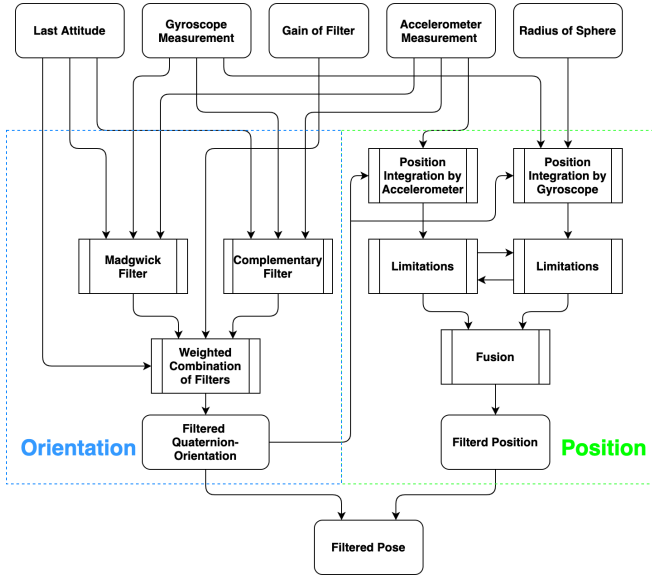 Last Attitude
Gyroscope
Measurement
Gain of Filter
Accelerometer
Measurement
Radius of Sphere
Position
Integration by
Accelerometer
Position
Integration by
Gyroscope
Madgwick
Filter
Complementary
Filter
Limitations
Limitations
Weighted
Combination
of Filters
Fusion
Orientation
Filtered
Quaternion-
Orientation
Filterd Position
Position
Filtered Pose